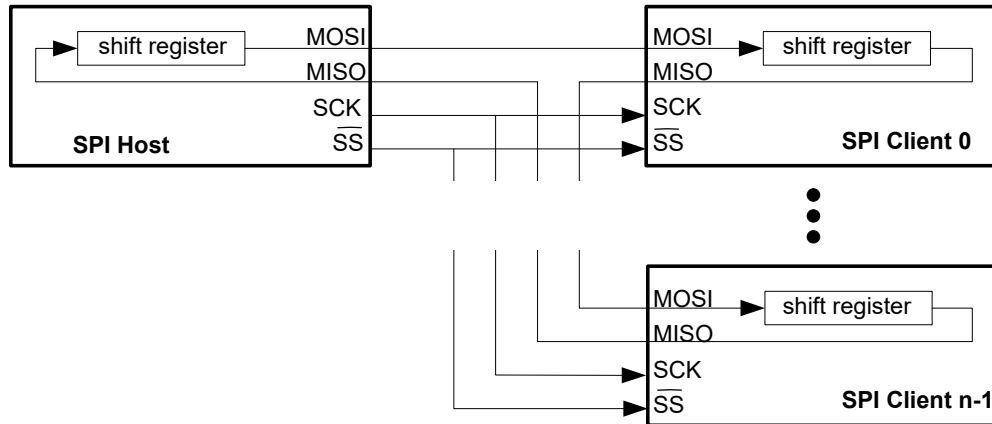 shift register
MOSI
MISO
SCK
SS
SPI Host
MOSI
shift register
MISO
SCK
SS
SPI Client 0
MOSI
shift register
MISO
SCK
SS
SPI Client n-1